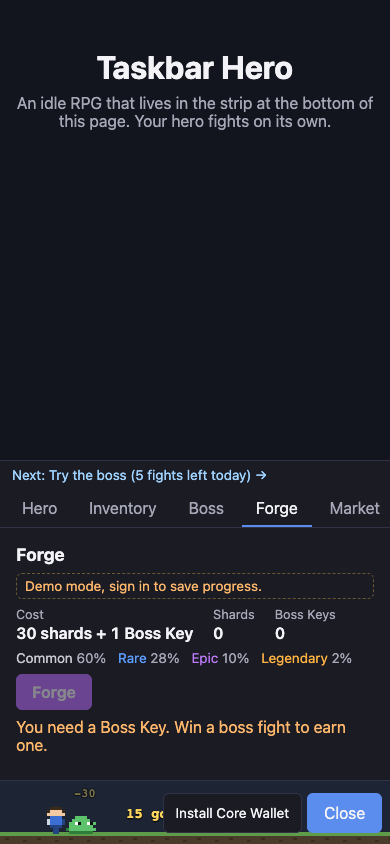 Taskbar Hero
An idle RPG that lives in the strip at the bottom of
this page. Your hero fights on its own.
Next: Try the boss (5 fights left today) →
Hero Inventory Boss Forge Market
Forge
Demo mode, sign in to save progress.
Cost Shards Boss Keys
30 shards + 1 Boss Key 0 0
Common 60% Rare 28% Epic 10% Legendary 2%
Forge
You need a Boss Key. Win a boss fight to earn
one.
−30
15 Install Core Wallet Close